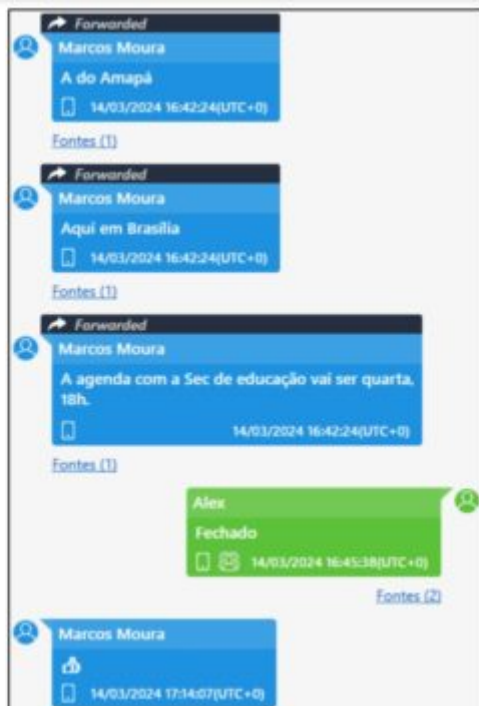 Forwarded
Marcos Moura
A do Amapá
14/03/2024 16:42:24(UTC+0)
Fontes (1)
Forwarded
Marcos Moura
Aqui em Brasília
14/03/2024 16:42:24(UTC+0)
Fontes (1)
Forwarded
Marcos Moura
A agenda com a Sec de educação vai ser quarta,
18h.
14/03/2024 16:42:24(UTC+0)
Fontes (1)
Alex
Fechado
14/03/2024 16:45:38(UTC+0)
Fontes (2)
Marcos Moura
👍
14/03/2024 17:14:07(UTC+0)